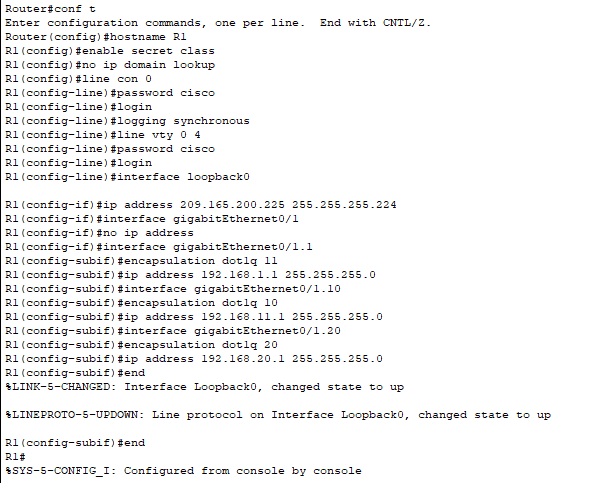 Router#conf t
Enter configuration commands, one per line.  End with CNTL/Z.
Router(config)#hostname R1
R1(config)#enable secret class
R1(config)#no ip domain lookup
R1(config)#line con 0
R1(config-line)#password cisco
R1(config-line)#login
R1(config-line)#logging synchronous
R1(config-line)#line vty 0 4
R1(config-line)#password cisco
R1(config-line)#login
R1(config-line)#interface loopback0
R1(config-if)#ip address 209.165.200.225 255.255.255.224
R1(config-if)#interface gigabitEthernet0/1
R1(config-if)#no ip address
R1(config-if)#interface gigabitEthernet0/1.1
R1(config-subif)#encapsulation dot1q 11
R1(config-subif)#ip address 192.168.1.1 255.255.255.0
R1(config-subif)#interface gigabitEthernet0/1.10
R1(config-subif)#encapsulation dot1q 10
R1(config-subif)#ip address 192.168.11.1 255.255.255.0
R1(config-subif)#interface gigabitEthernet0/1.20
R1(config-subif)#encapsulation dot1q 20
R1(config-subif)#ip address 192.168.20.1 255.255.255.0
R1(config-subif)#end
%LINK-5-CHANGED: Interface Loopback0, changed state to up
%LINEPROTO-5-UPDOWN: Line protocol on Interface Loopback0, changed state to up
R1(config-subif)#end
R1#
%SYS-5-CONFIG_I: Configured from console by console